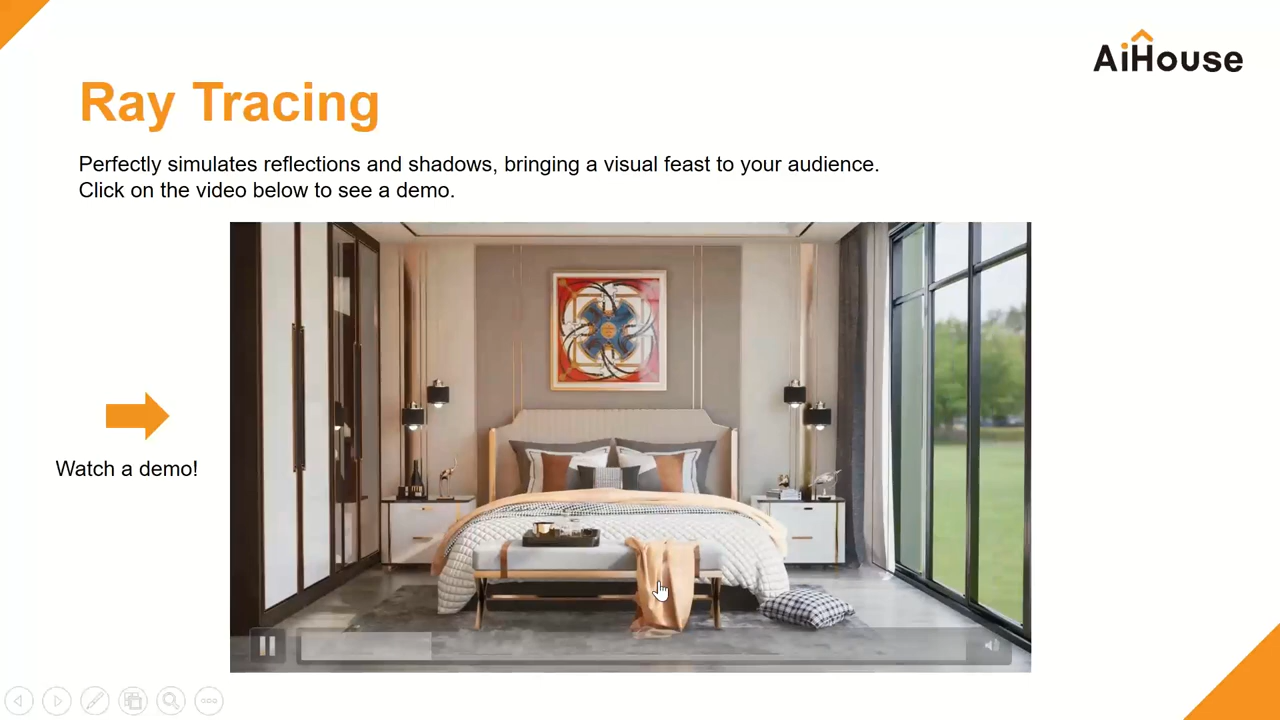 AiHouse
Ray Tracing
Perfectly simulates reflections and shadows, bringing a visual feast to your audience.
Click on the video below to see a demo.
Watch a demo!